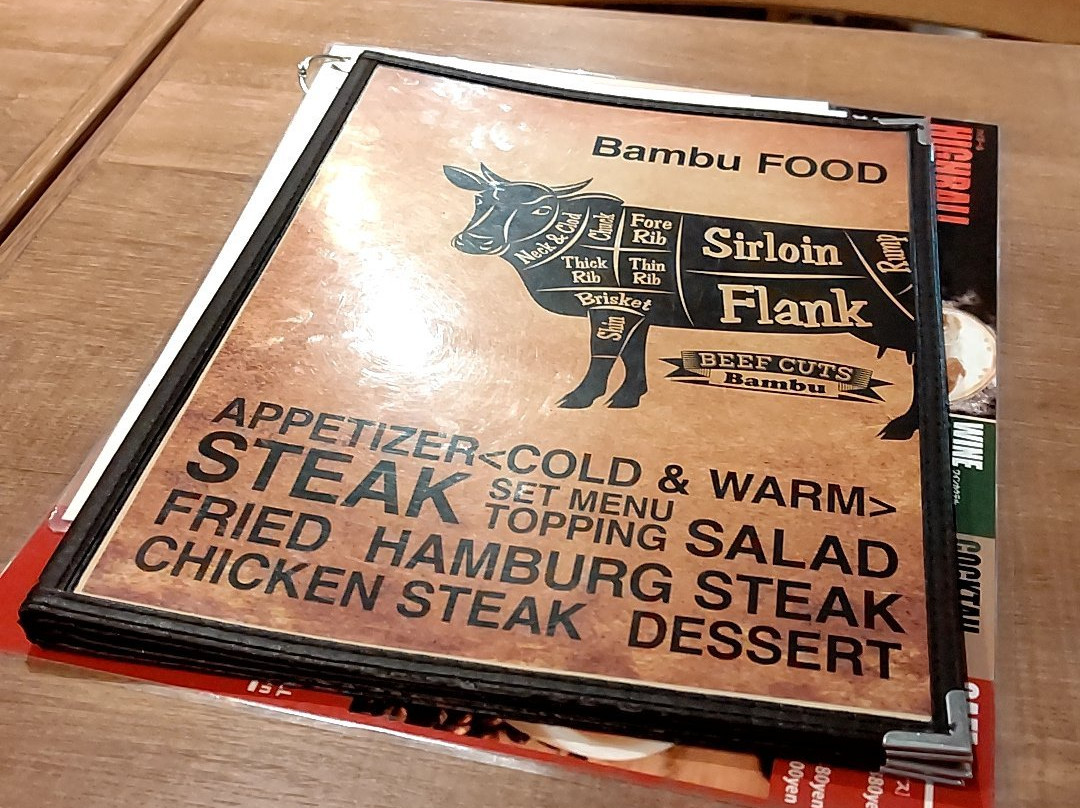 Bambu FOOD
Neck & Clod
Chuck
Fore
Rib
Sirloin
Rump
Thick
Rib
Thin
Rib
Flank
Brisket
Shin
BEEF CUTS
Bambu
APPETIZER<COLD & WARM>
STEAK
SET MENU
TOPPING
SALAD
FRIED HAMBURG STEAK
CHICKEN STEAK DESSERT
HIGHBALL
WINE
COCKTAIL